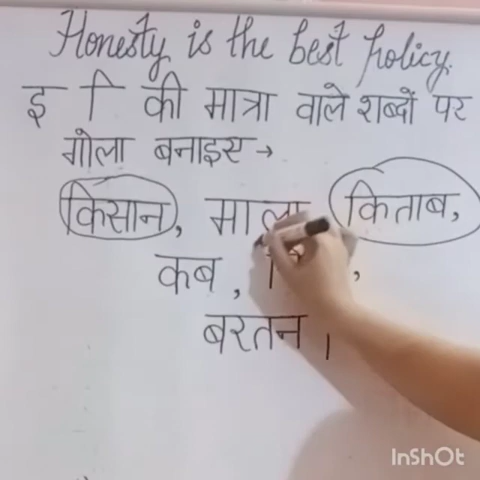 Honesty is the best policy.
इ ि की मात्रा वाले शब्दों पर
गोला बनाइए →
किसान, माला किताब,
कब, ,
बरतन ।
InShOt